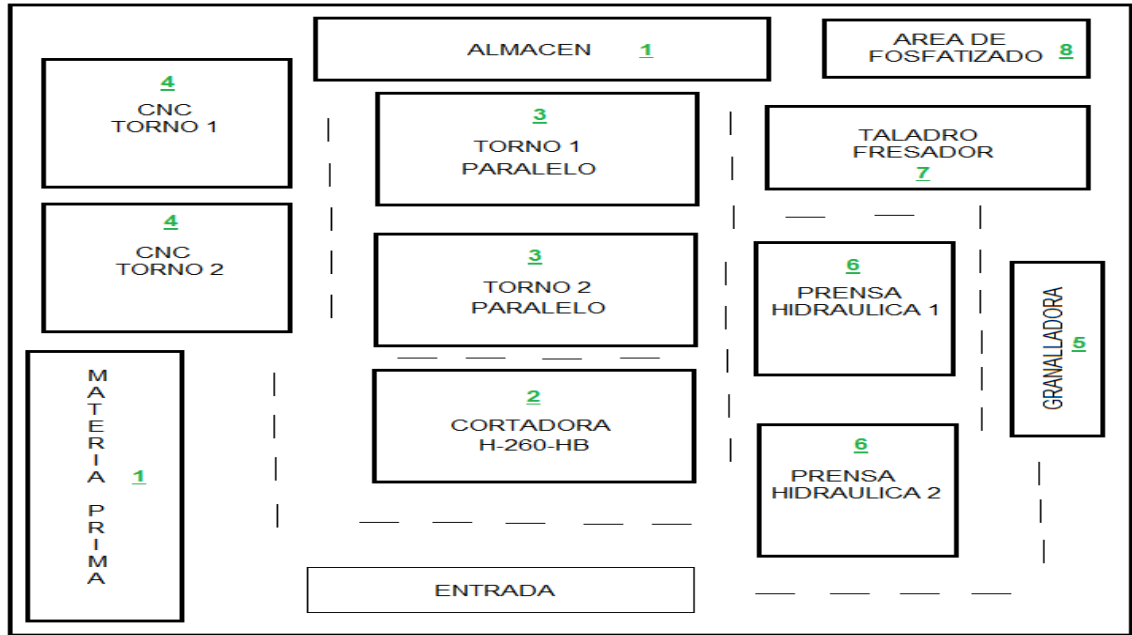 ALMACEN 1
AREA DE
FOSFATIZADO 8
4
CNC
TORNO 1
3
TORNO 1
PARALELO
TALADRO
FRESADOR
7
4
CNC
TORNO 2
3
TORNO 2
PARALELO
6
PRENSA
HIDRAULICA 1
GRANALLADORA 5
MATERIA PRIMA 1
2
CORTADORA
H-260-HB
6
PRENSA
HIDRAULICA 2
ENTRADA